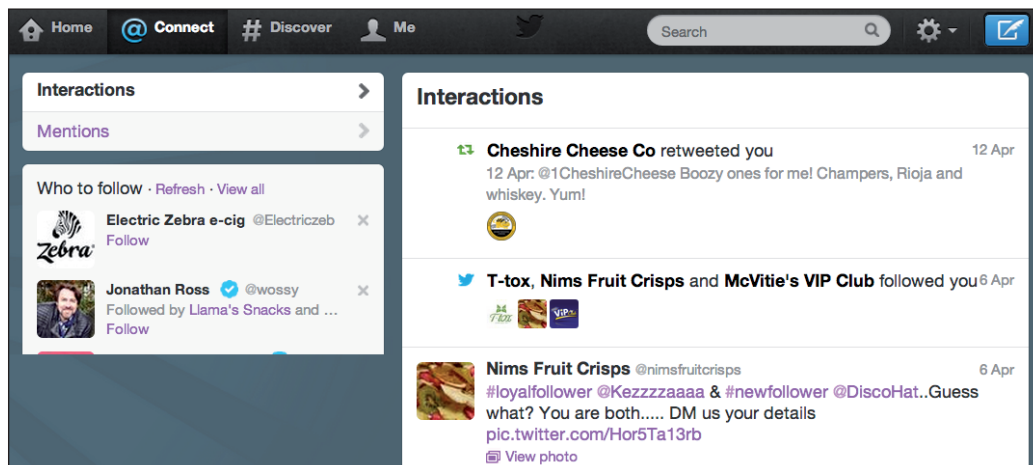 Home
Connect
Discover
Me
Search
Interactions
Mentions
Who to follow · Refresh · View all
Zebra
Electric Zebra e-cig @Electriczeb
Follow
Jonathan Ross @wossy
Followed by Llama's Snacks and ...
Follow
Interactions
Cheshire Cheese Co retweeted you 12 Apr
12 Apr: @1CheshireCheese Boozy ones for me! Champers, Rioja and
whiskey. Yum!
T-tox, Nims Fruit Crisps and McVitie's VIP Club followed you 6 Apr
ViP
Nims Fruit Crisps @nimsfruitcrisps 6 Apr
#loyalfollower @Kezzzzaaaa & #newfollower @DiscoHat..Guess
what? You are both..... DM us your details
pic.twitter.com/Hor5Ta13rb
View photo